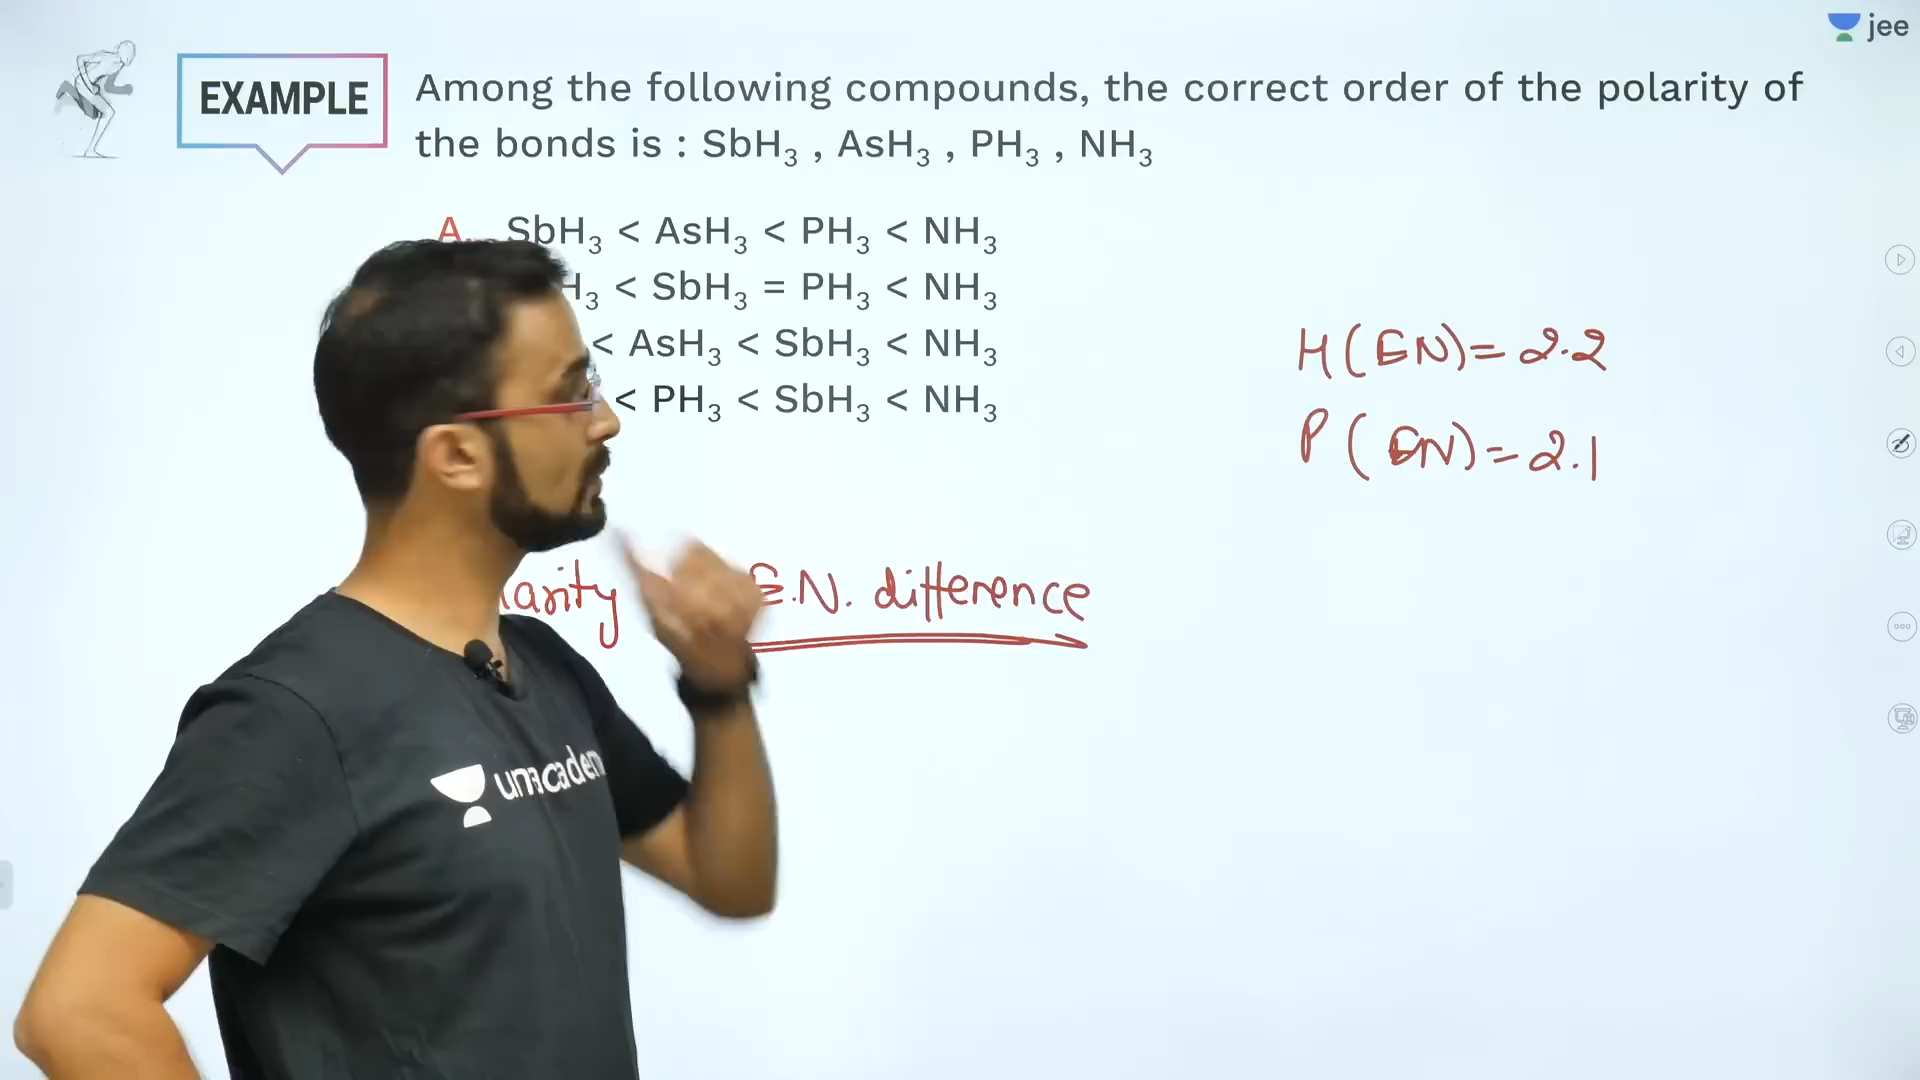 jee
EXAMPLE
Among the following compounds, the correct order of the polarity of
the bonds is : SbH₃ , AsH₃ , PH₃ , NH₃
A. SbH₃ < AsH₃ < PH₃ < NH₃
H₃ < SbH₃ = PH₃ < NH₃
< AsH₃ < SbH₃ < NH₃
< PH₃ < SbH₃ < NH₃
H (EN) = 2.2
P (EN) = 2.1
larity E.N. difference
unacadem